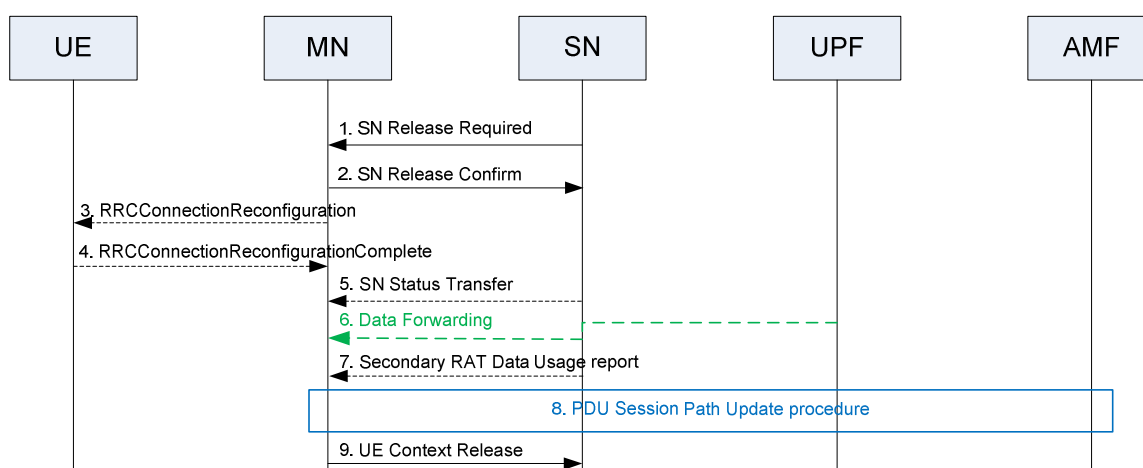 UE
MN
SN
UPF
AMF
1. SN Release Required
2. SN Release Confirm
3. RRCConnectionReconfiguration
4. RRCConnectionReconfigurationComplete
5. SN Status Transfer
6. Data Forwarding
7. Secondary RAT Data Usage report
8. PDU Session Path Update procedure
9. UE Context Release